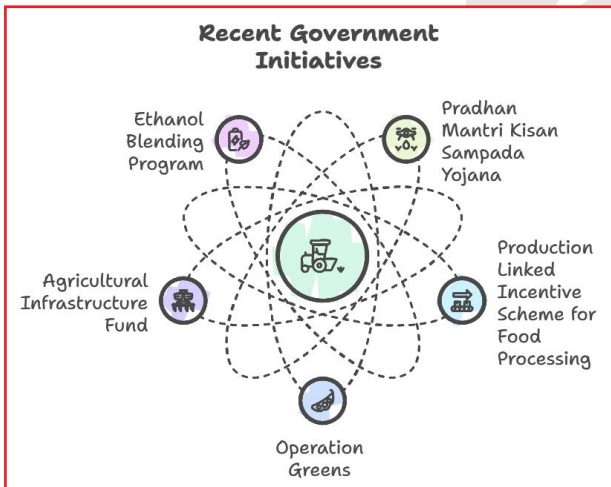 Recent Government
Initiatives
Ethanol
Blending
Program
Pradhan
Mantri Kisan
Sampada
Yojana
Agricultural
Infrastructure
Fund
Production
Linked
Incentive
Scheme for
Food
Processing
Operation
Greens